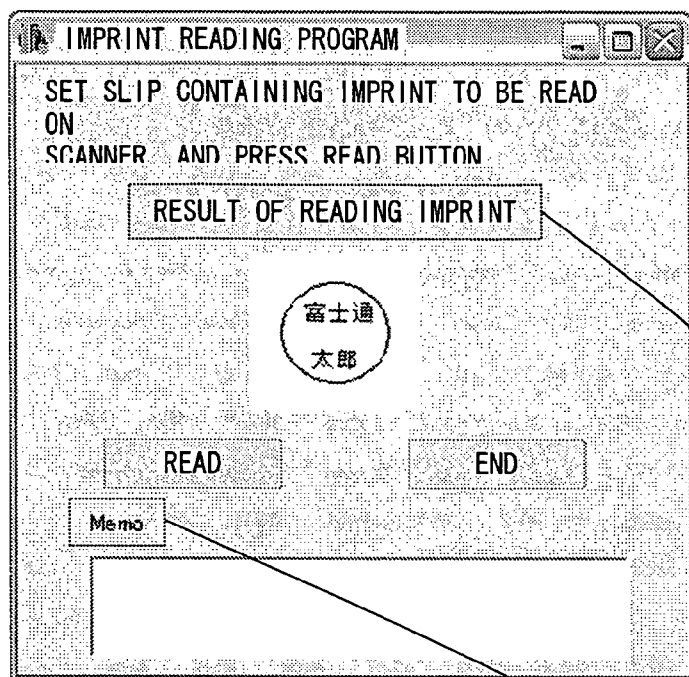 IMPRINT READING PROGRAM
SET SLIP CONTAINING IMPRINT TO BE READ
ON
SCANNER AND PRESS READ BUTTON
RESULT OF READING IMPRINT
富士通
太郎
READ
END
Memo